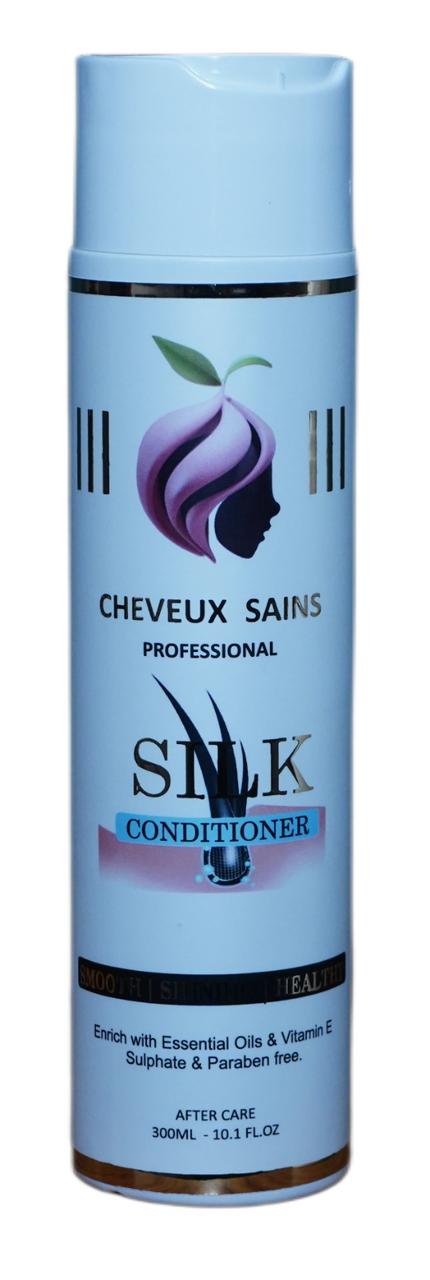 CHEVEUX SAINS
PROFESSIONAL
SILK
CONDITIONER
SMOOTH | SHINING | HEALTHY
Enrich with Essential Oils & Vitamin E
Sulphate & Paraben free.
AFTER CARE
300ML - 10.1 FL.OZ